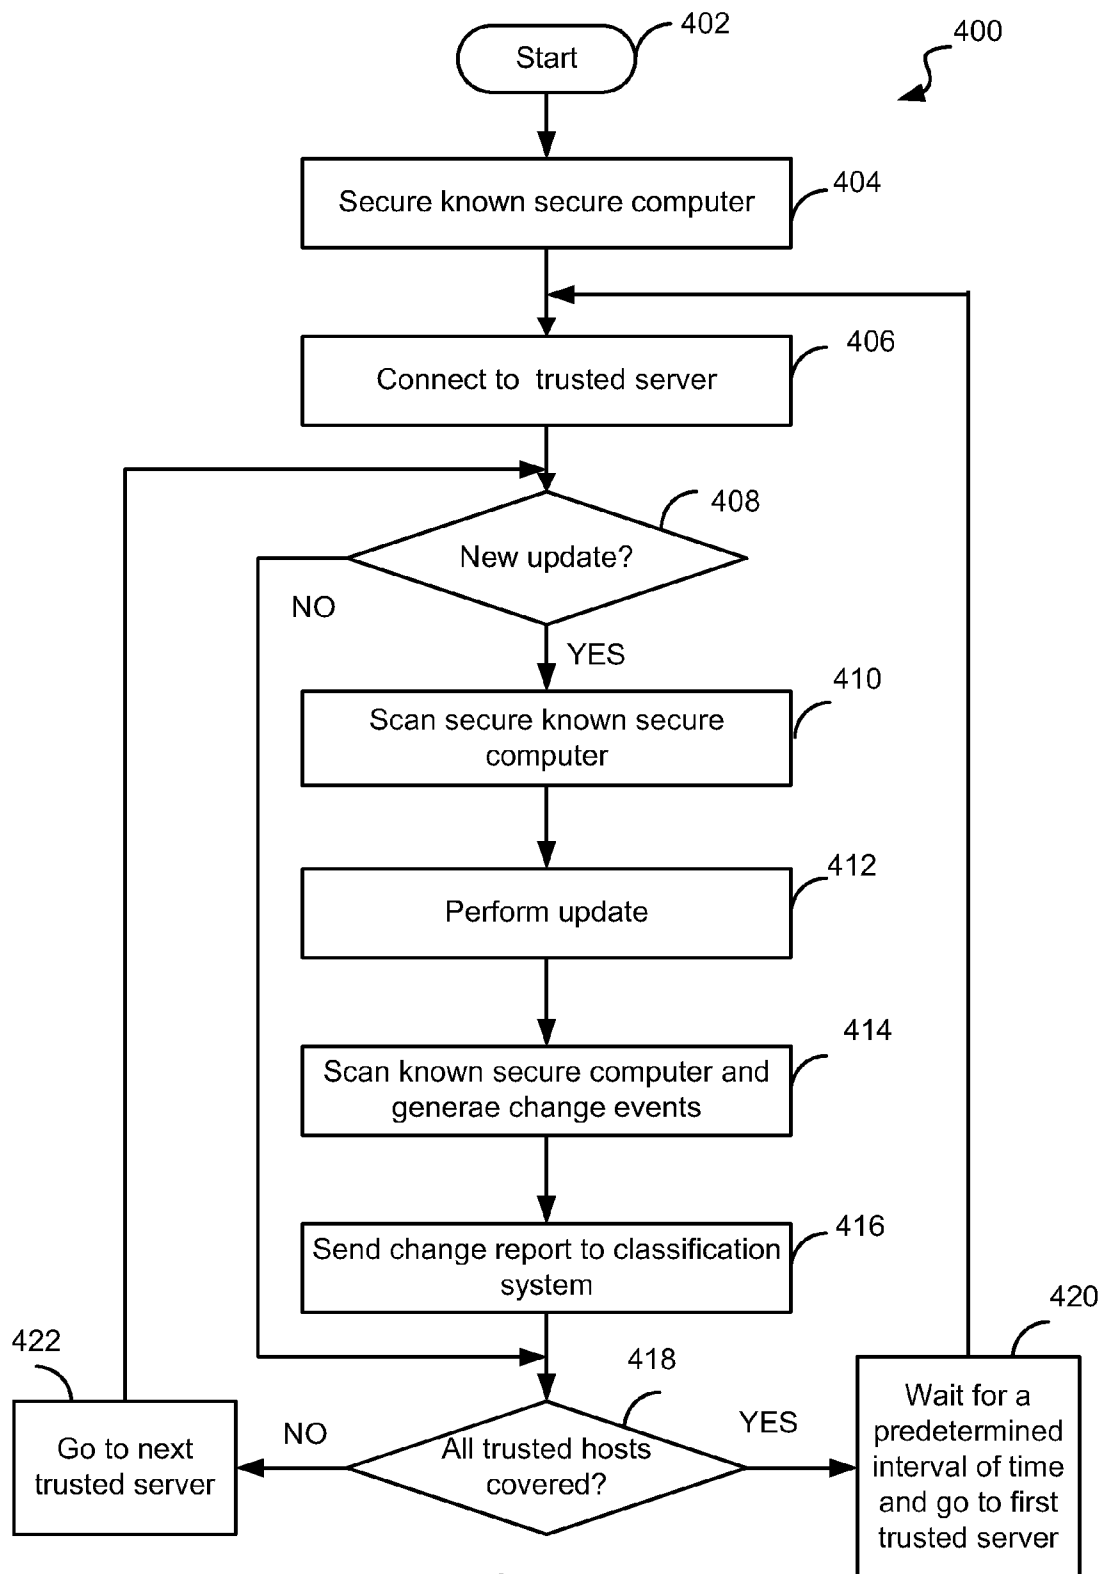 Start
402
400
Secure known secure computer
404
Connect to trusted server
406
New update?
408
NO
YES
Scan secure known secure
computer
410
Perform update
412
Scan known secure computer and
generae change events
414
Send change report to classification
system
416
All trusted hosts
covered?
418
NO
YES
Go to next
trusted server
422
Wait for a
predetermined
interval of time
and go to first
trusted server
420